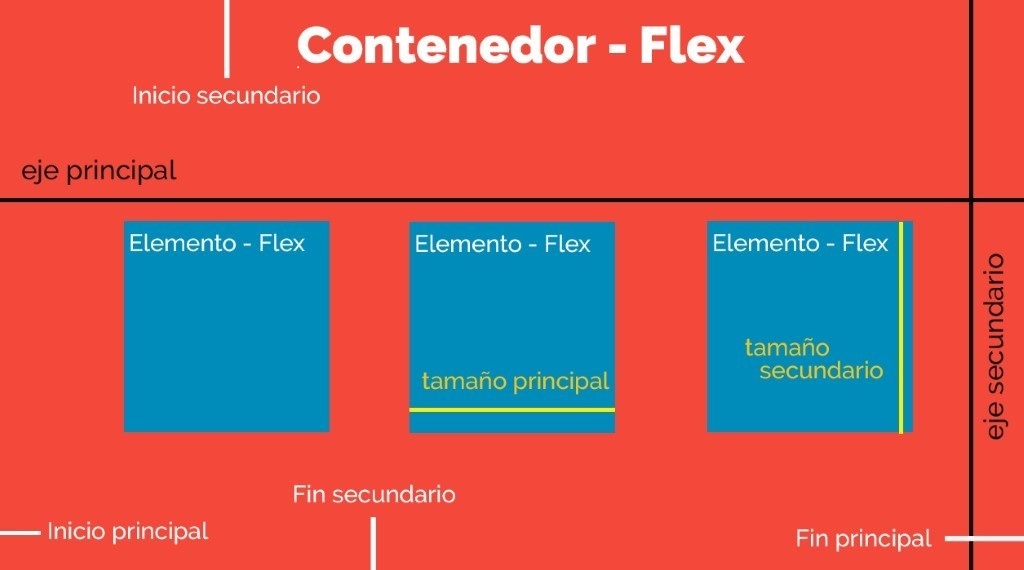 Contenedor - Flex
Inicio secundario
eje principal
Elemento - Flex
Elemento - Flex
Elemento - Flex
tamaño principal
tamaño
secundario
eje secundario
Fin secundario
Inicio principal
Fin principal